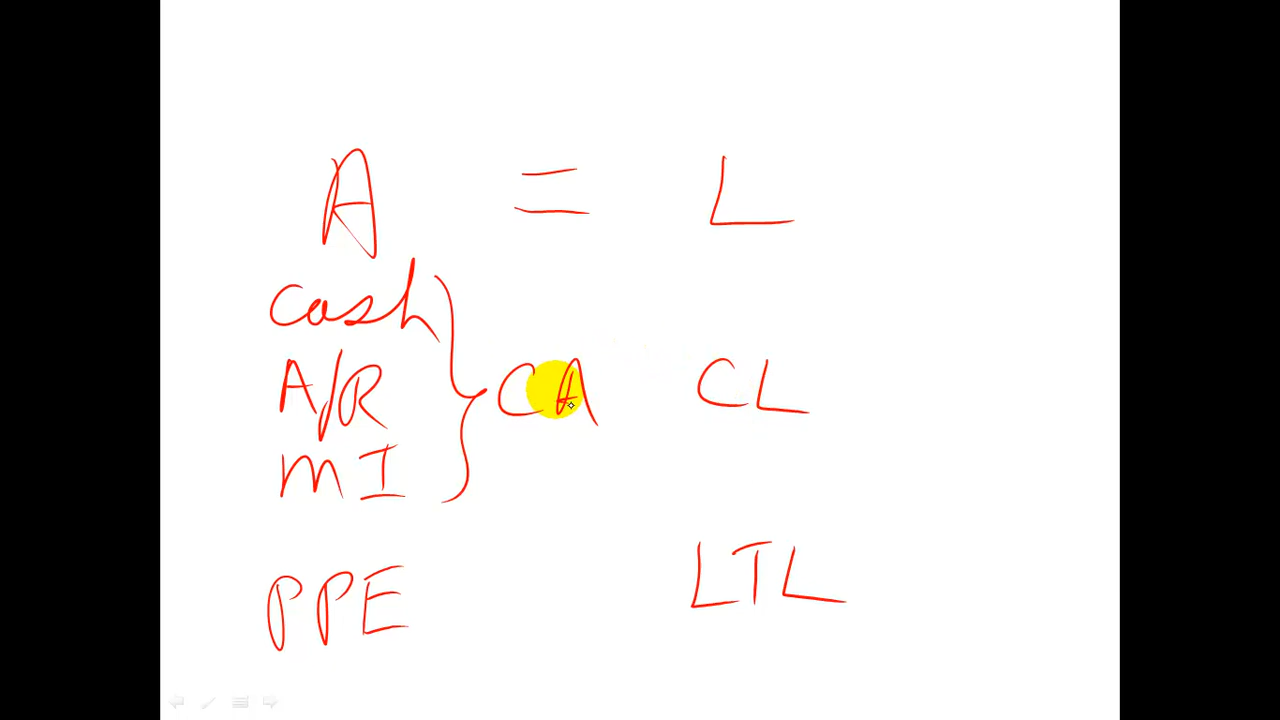 A = L
cash
A/R CA CL
MI
PPE LTL